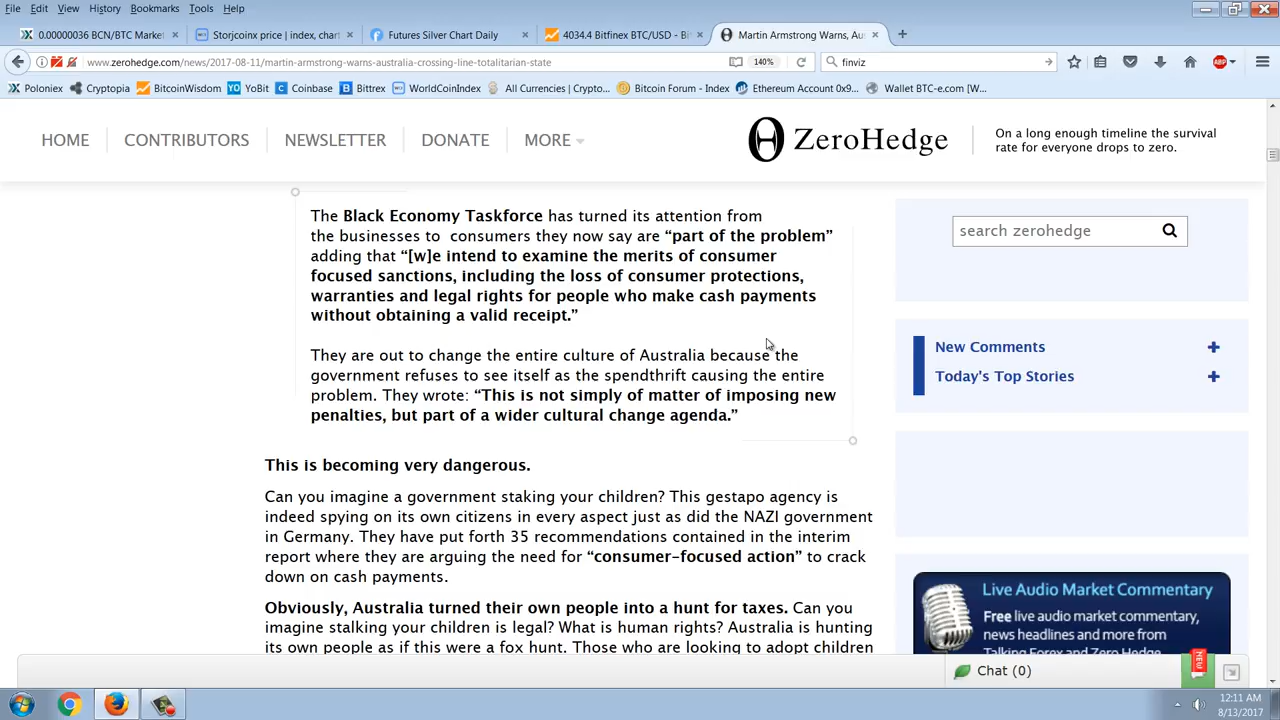 File Edit View History Bookmarks Tools Help
0.00000036 BCN/BTC Market
Storjcoinx price | index, chart
Futures Silver Chart Daily
4034.4 Bitfinex BTC/USD - Bi
Martin Armstrong Warns, Au
www.zerohedge.com/news/2017-08-11/martin-armstrong-warns-australia-crossing-line-totalitarian-state
140%
finviz
ABP
Poloniex Cryptopia BitcoinWisdom YoBit Coinbase Bittrex WorldCoinIndex All Currencies | Crypto... Bitcoin Forum - Index Ethereum Account 0x9... Wallet BTC-e.com [W...
HOME CONTRIBUTORS NEWSLETTER DONATE MORE
ZeroHedge
On a long enough timeline the survival
rate for everyone drops to zero.
The Black Economy Taskforce has turned its attention from
the businesses to consumers they now say are “part of the problem”
adding that “[w]e intend to examine the merits of consumer
focused sanctions, including the loss of consumer protections,
warranties and legal rights for people who make cash payments
without obtaining a valid receipt.”
They are out to change the entire culture of Australia because the
government refuses to see itself as the spendthrift causing the entire
problem. They wrote: “This is not simply of matter of imposing new
penalties, but part of a wider cultural change agenda.”
This is becoming very dangerous.
Can you imagine a government staking your children? This gestapo agency is
indeed spying on its own citizens in every aspect just as did the NAZI government
in Germany. They have put forth 35 recommendations contained in the interim
report where they are arguing the need for “consumer-focused action” to crack
down on cash payments.
Obviously, Australia turned their own people into a hunt for taxes. Can you
imagine stalking your children is legal? What is human rights? Australia is hunting
its own people as if this were a fox hunt. Those who are looking to adopt children
search zerohedge
New Comments +
Today's Top Stories +
Live Audio Market Commentary
Free live audio market commentary,
news headlines and more from
Talking Forex and Zero Hedge
Chat (0)
NEW
12:11 AM
8/13/2017